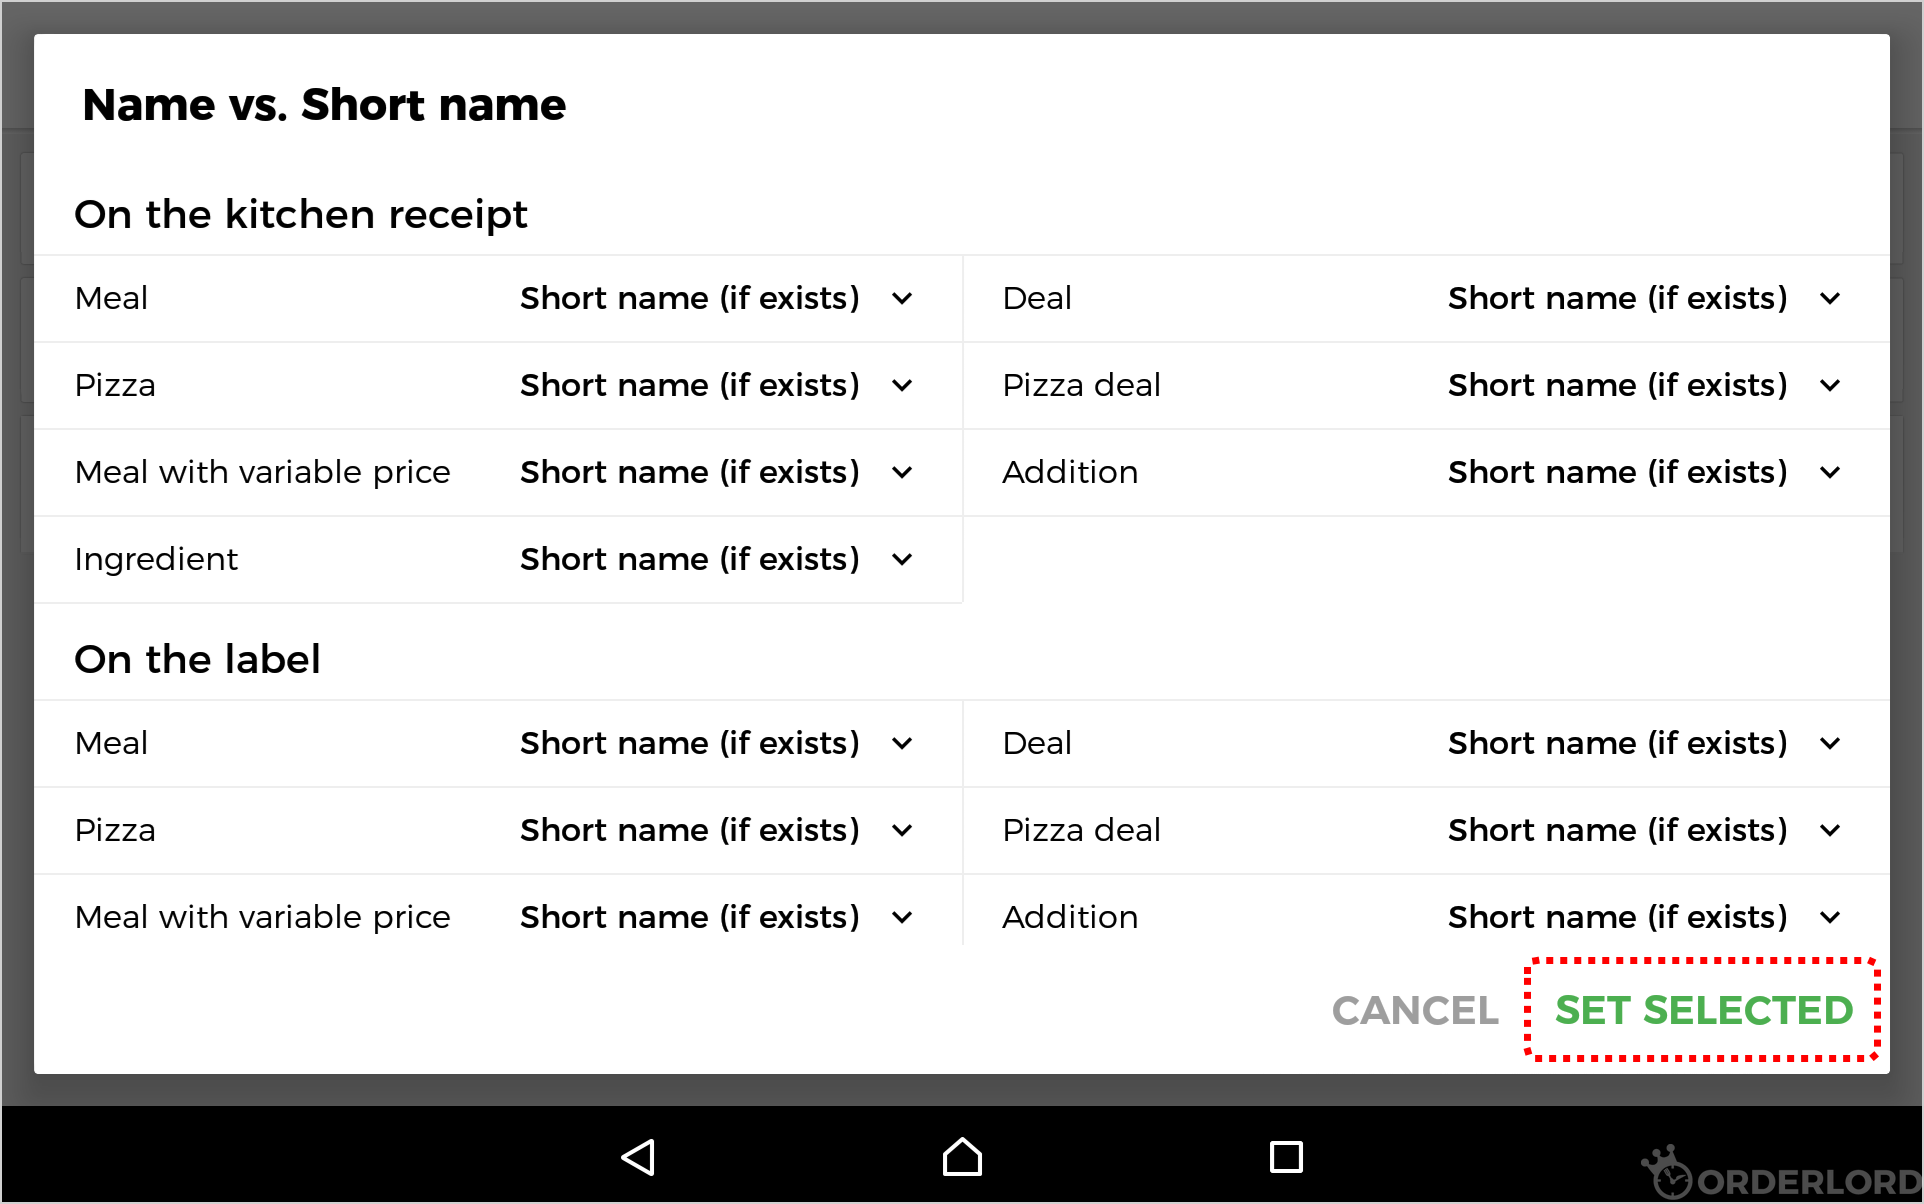 Name vs. Short name
On the kitchen receipt
Meal Short name (if exists) Deal Short name (if exists)
Pizza Short name (if exists) Pizza deal Short name (if exists)
Meal with variable price Short name (if exists) Addition Short name (if exists)
Ingredient Short name (if exists)
On the label
Meal Short name (if exists) Deal Short name (if exists)
Pizza Short name (if exists) Pizza deal Short name (if exists)
Meal with variable price Short name (if exists) Addition Short name (if exists)
CANCEL SET SELECTED
ORDERLORD